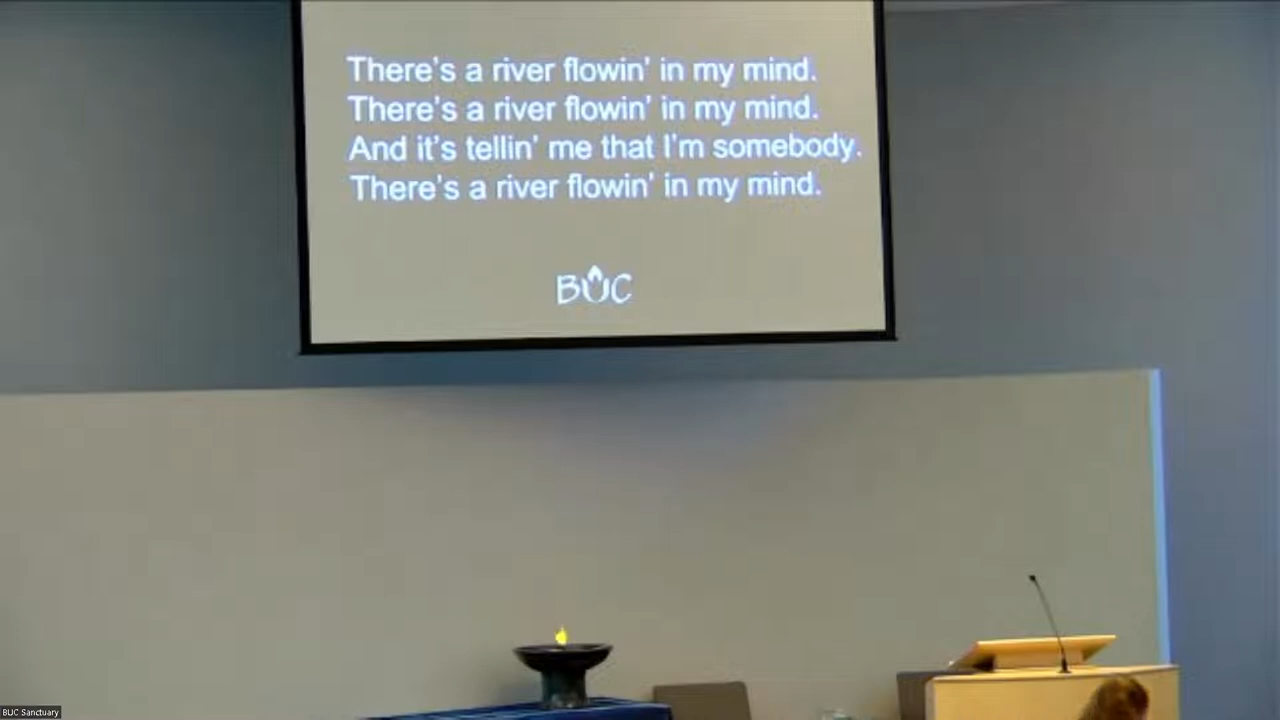 There's a river flowin' in my mind.
There's a river flowin' in my mind.
And it's tellin' me that I'm somebody.
There's a river flowin' in my mind.
BUC
BUC Sanctuary